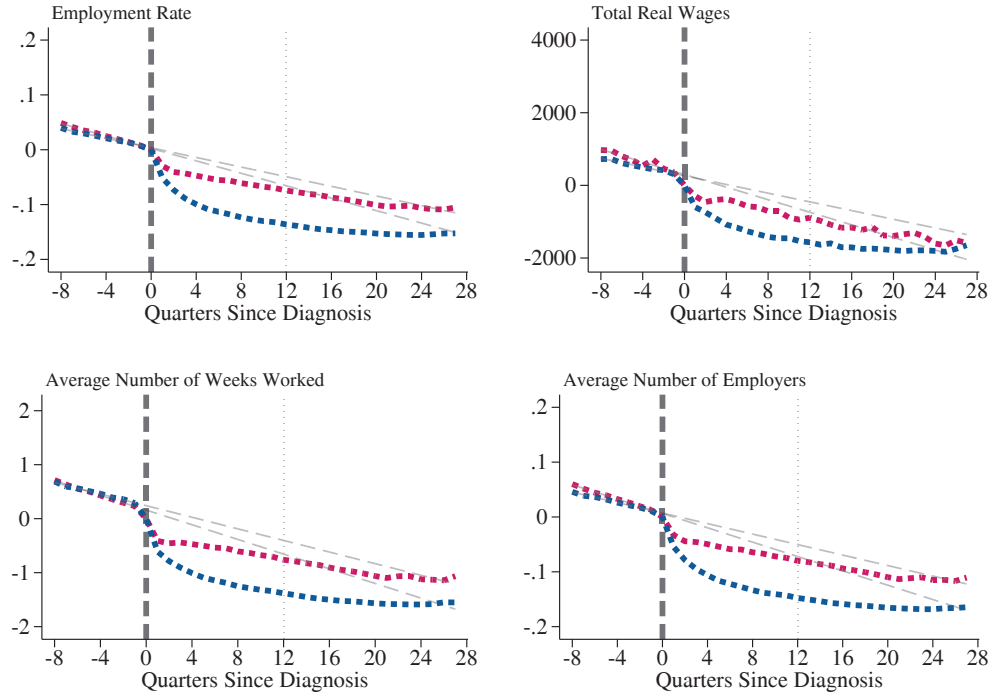 Employment Rate
.2
.1
0
-.1
-.2
-8 -4 0 4 8 12 16 20 24 28
Quarters Since Diagnosis
Total Real Wages
4000
2000
0
-2000
-8 -4 0 4 8 12 16 20 24 28
Quarters Since Diagnosis
Average Number of Weeks Worked
2
1
0
-1
-2
-8 -4 0 4 8 12 16 20 24 28
Quarters Since Diagnosis
Average Number of Employers
.2
.1
0
-.1
-.2
-8 -4 0 4 8 12 16 20 24 28
Quarters Since Diagnosis